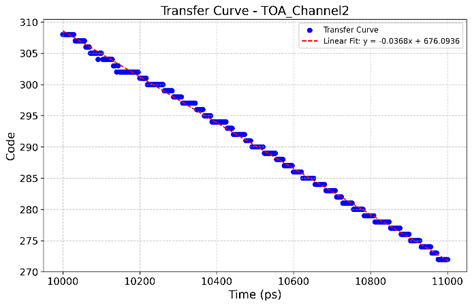 Transfer Curve - TOA_Channel2
310
305
300
295
290
285
280
275
270
Code
Transfer Curve
Linear Fit: y = -0.0368x + 676.0936
10000 10200 10400 10600 10800 11000
Time (ps)